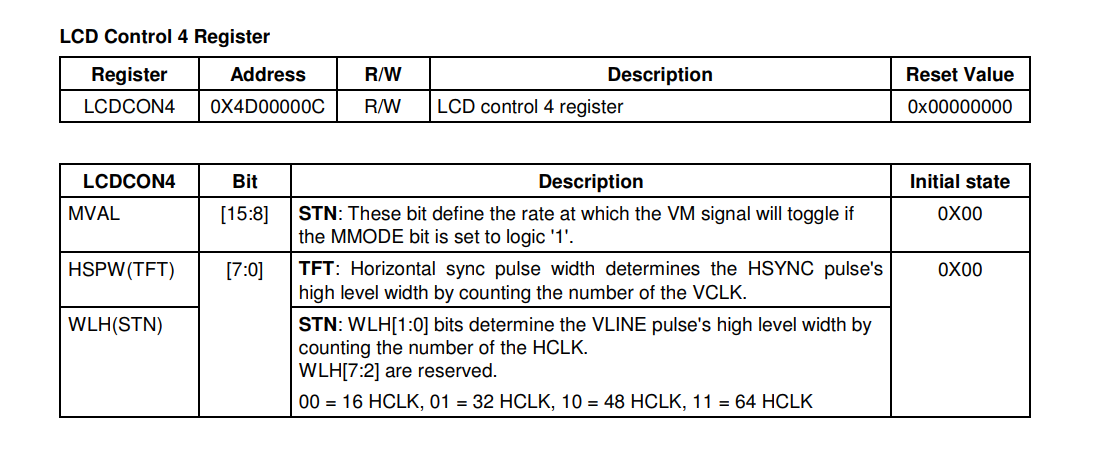 LCD Control 4 Register
Register Address R/W Description Reset Value
LCDCON4 0X4D00000C R/W LCD control 4 register 0x00000000
LCDCON4 Bit Description Initial state
MVAL [15:8] STN: These bit define the rate at which the VM signal will toggle if 0X00
the MMODE bit is set to logic '1'.
HSPW(TFT) [7:0] TFT: Horizontal sync pulse width determines the HSYNC pulse's 0X00
high level width by counting the number of the VCLK.
WLH(STN) STN: WLH[1:0] bits determine the VLINE pulse's high level width by
counting the number of the HCLK.
WLH[7:2] are reserved.
00 = 16 HCLK, 01 = 32 HCLK, 10 = 48 HCLK, 11 = 64 HCLK